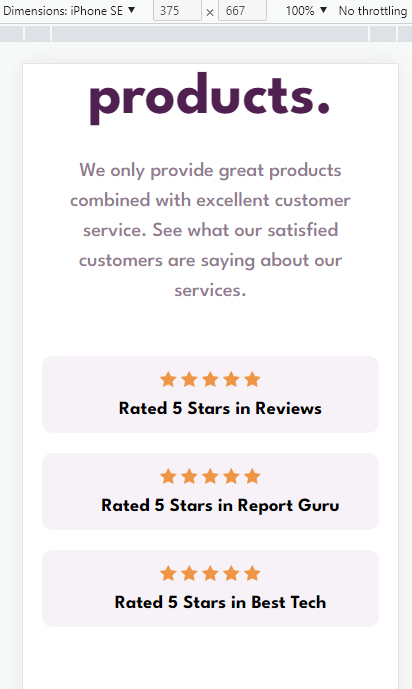 Dimensions: iPhone SE ▼ 375 × 667 100% ▼ No throttling
products.
We only provide great products
combined with excellent customer
service. See what our satisfied
customers are saying about our
services.
Rated 5 Stars in Reviews
Rated 5 Stars in Report Guru
Rated 5 Stars in Best Tech